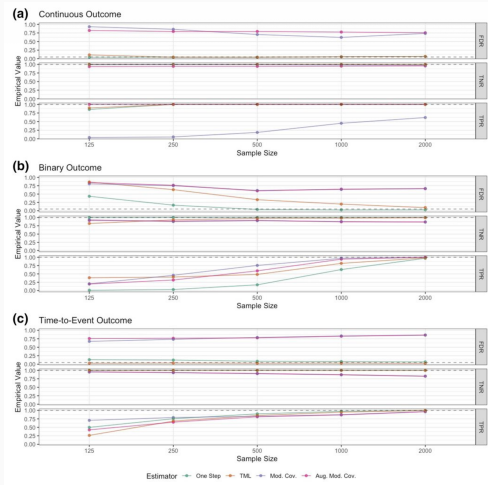 (a) Continuous Outcome
1.00
0.75
0.50
0.25
0.00
FDR
1.00
0.75
0.50
0.25
0.00
TNR
1.00
0.75
0.50
0.25
0.00
TPR
Empirical Value
125 250 500 1000 2000
Sample Size
(b) Binary Outcome
1.00
0.75
0.50
0.25
0.00
FDR
1.00
0.75
0.50
0.25
0.00
TNR
1.00
0.75
0.50
0.25
0.00
TPR
Empirical Value
125 250 500 1000 2000
Sample Size
(c) Time-to-Event Outcome
1.00
0.75
0.50
0.25
0.00
FDR
1.00
0.75
0.50
0.25
0.00
TNR
1.00
0.75
0.50
0.25
0.00
TPR
Empirical Value
125 250 500 1000 2000
Sample Size
Estimator One Step TML Mod. Cov. Aug. Mod. Cov.